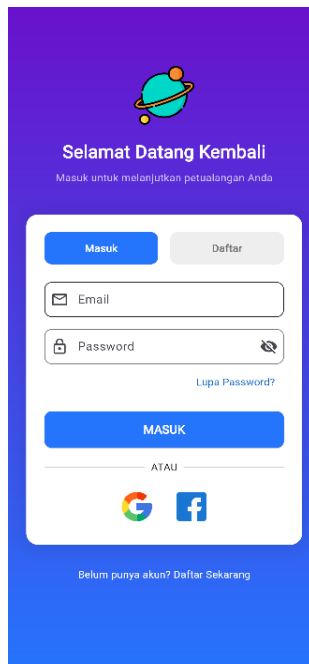 Selamat Datang Kembali
Masuk untuk melanjutkan petualangan Anda
Masuk
Daftar
Email
Password
Lupa Password?
MASUK
ATAU
Belum punya akun? Daftar Sekarang